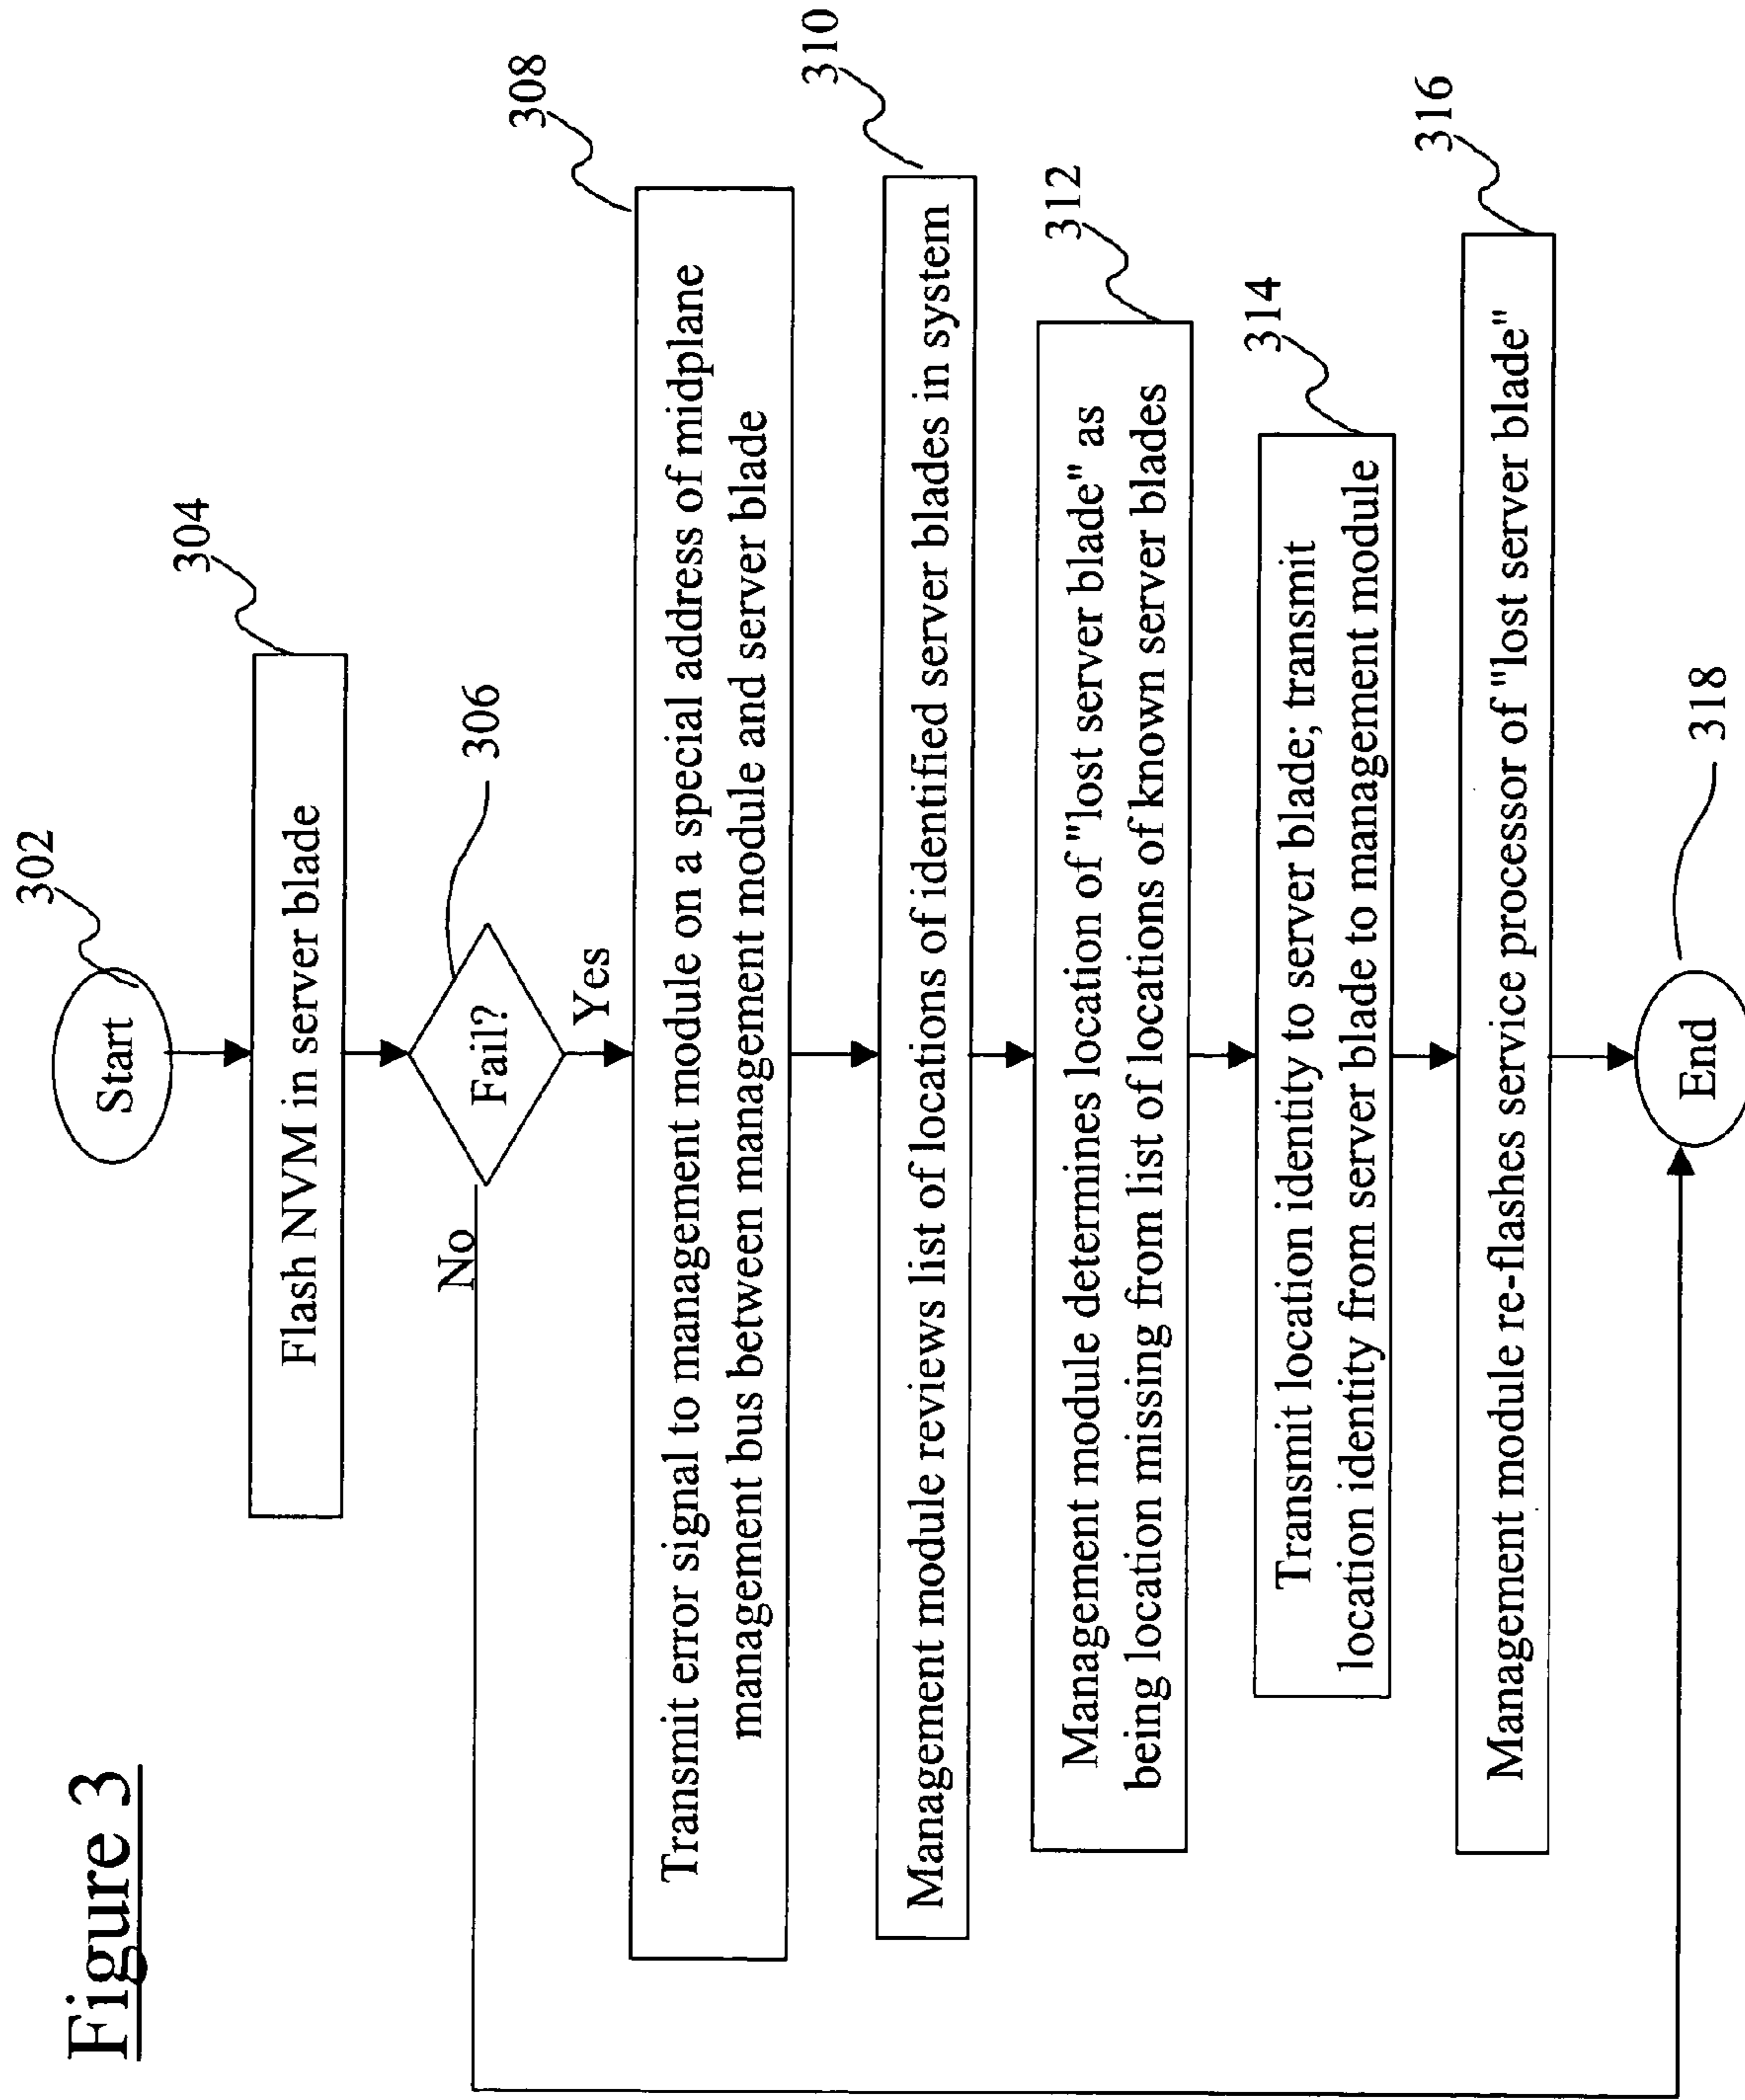 Figure 3
302
Start
304
Flash NVM in server blade
306
Fail?
No
Yes
308
Transmit error signal to management module on a special address of midplane
management bus between management module and server blade
310
Management module reviews list of locations of identified server blades in system
312
Management module determines location of "lost server blade" as
being location missing from list of locations of known server blades
314
Transmit location identity to server blade; transmit
location identity from server blade to management module
316
Management module re-flashes service processor of "lost server blade"
318
End